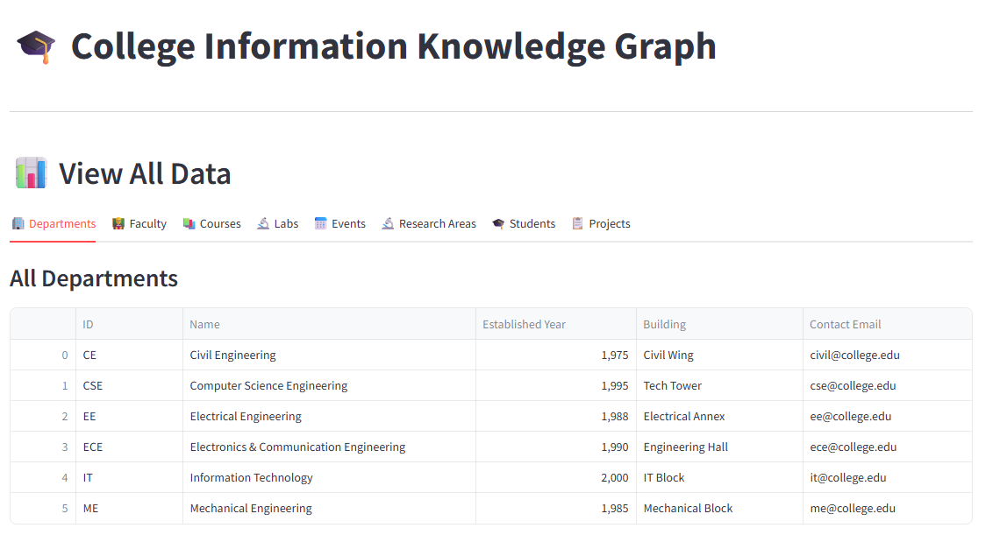 College Information Knowledge Graph
View All Data
Departments Faculty Courses Labs Events Research Areas Students Projects
All Departments
ID Name Established Year Building Contact Email
0 CE Civil Engineering 1,975 Civil Wing civil@college.edu
1 CSE Computer Science Engineering 1,995 Tech Tower cse@college.edu
2 EE Electrical Engineering 1,988 Electrical Annex ee@college.edu
3 ECE Electronics & Communication Engineering 1,990 Engineering Hall ece@college.edu
4 IT Information Technology 2,000 IT Block it@college.edu
5 ME Mechanical Engineering 1,985 Mechanical Block me@college.edu